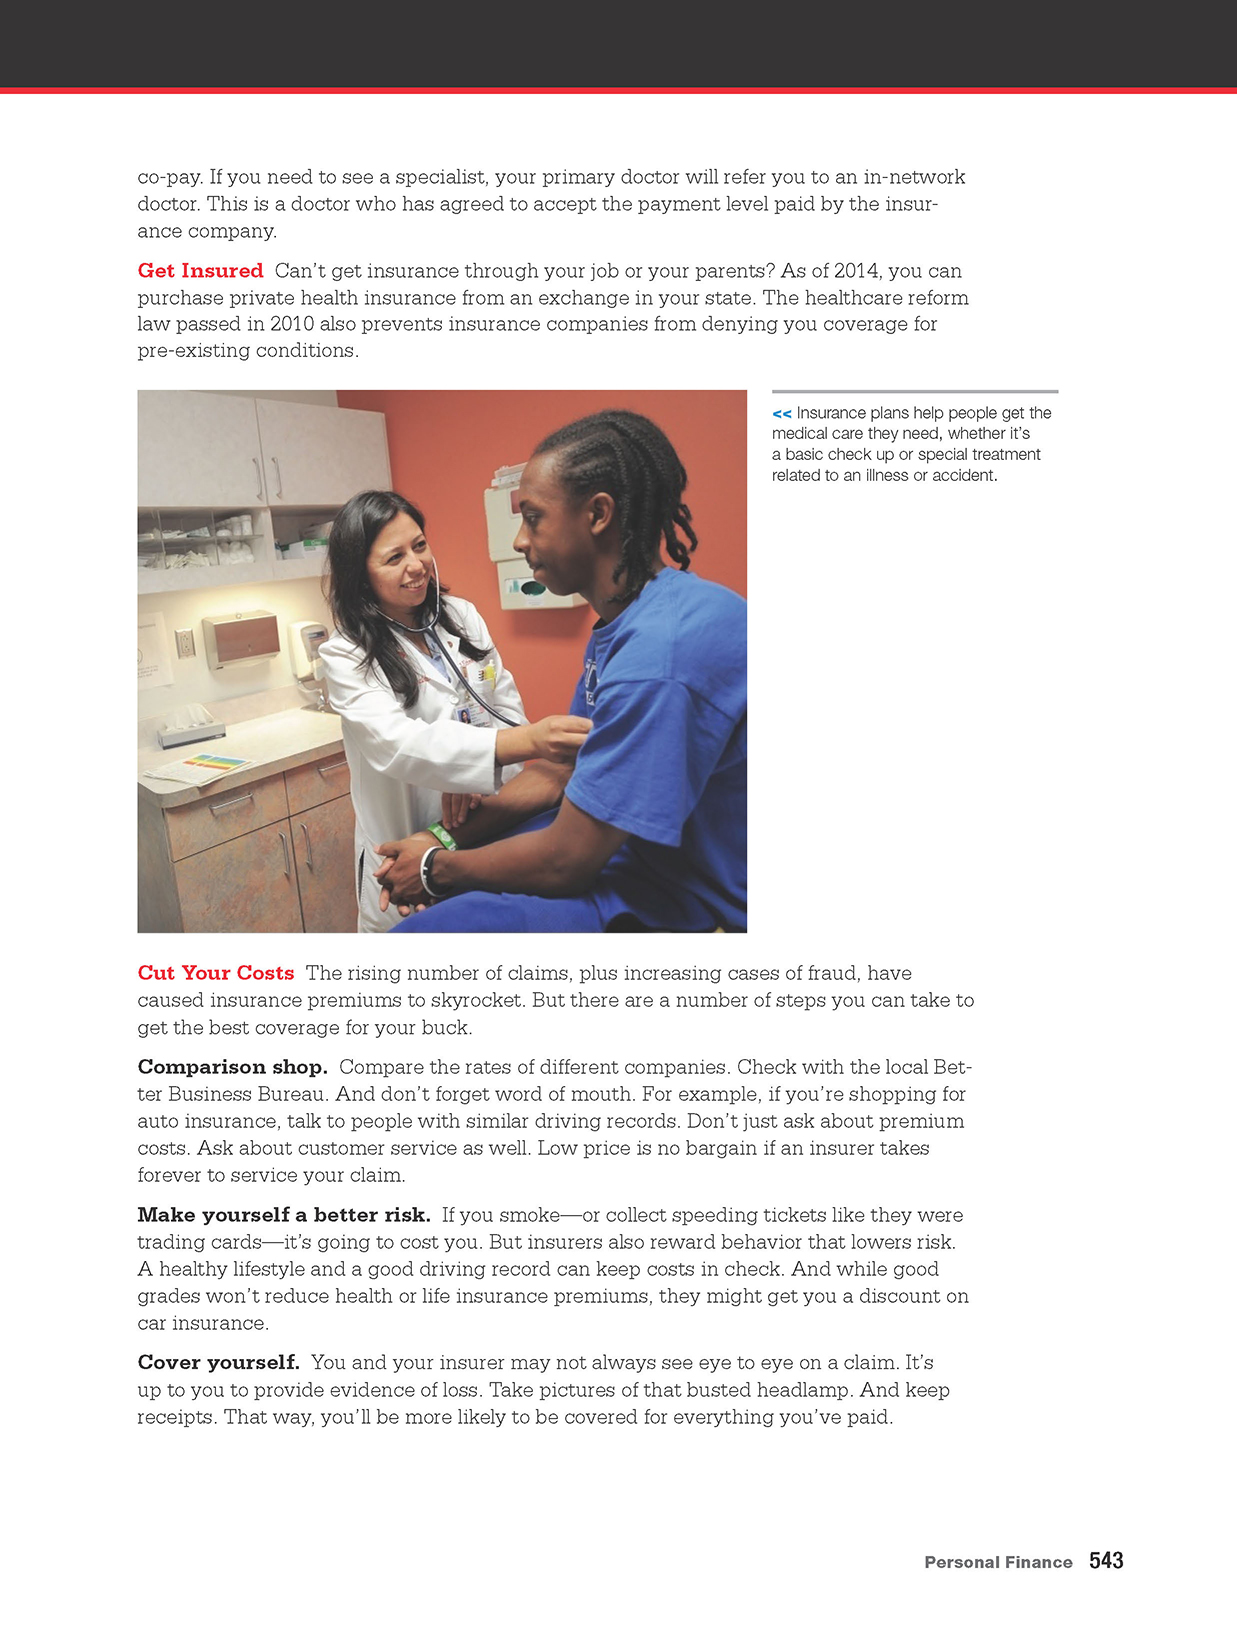 co-pay. If you need to see a specialist, your primary doctor will refer you to an in-network
doctor. This is a doctor who has agreed to accept the payment level paid by the insur-
ance company.
Get Insured Can’t get insurance through your job or your parents? As of 2014, you can
purchase private health insurance from an exchange in your state. The healthcare reform
law passed in 2010 also prevents insurance companies from denying you coverage for
pre-existing conditions.
<< Insurance plans help people get the
medical care they need, whether it’s
a basic check up or special treatment
related to an illness or accident.
Cut Your Costs The rising number of claims, plus increasing cases of fraud, have
caused insurance premiums to skyrocket. But there are a number of steps you can take to
get the best coverage for your buck.
Comparison shop. Compare the rates of different companies. Check with the local Bet-
ter Business Bureau. And don’t forget word of mouth. For example, if you’re shopping for
auto insurance, talk to people with similar driving records. Don’t just ask about premium
costs. Ask about customer service as well. Low price is no bargain if an insurer takes
forever to service your claim.
Make yourself a better risk. If you smoke—or collect speeding tickets like they were
trading cards—it’s going to cost you. But insurers also reward behavior that lowers risk.
A healthy lifestyle and a good driving record can keep costs in check. And while good
grades won’t reduce health or life insurance premiums, they might get you a discount on
car insurance.
Cover yourself. You and your insurer may not always see eye to eye on a claim. It’s
up to you to provide evidence of loss. Take pictures of that busted headlamp. And keep
receipts. That way, you’ll be more likely to be covered for everything you’ve paid.
Personal Finance 543